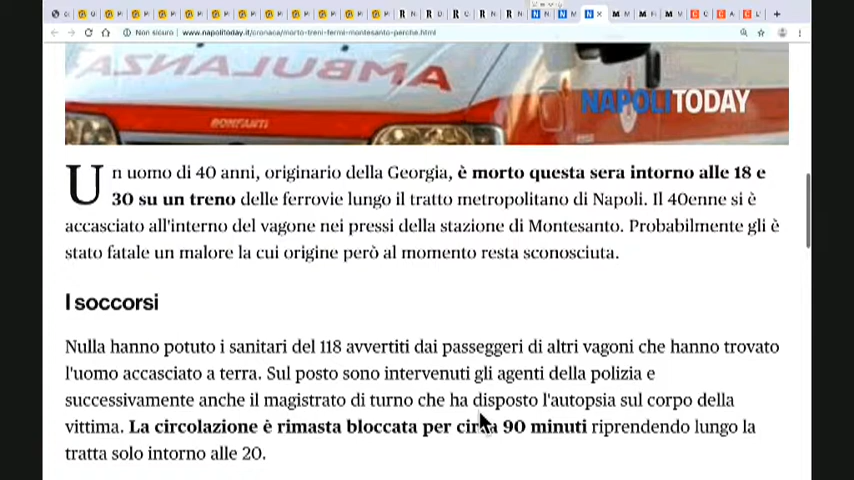 Non sicuro | www.napolitoday.it/cronaca/morto-treni-fermi-montesanto-perche.html
AMBULANZA
BONFANTI
NAPOLITODAY
Un uomo di 40 anni, originario della Georgia, è morto questa sera intorno alle 18 e
30 su un treno delle ferrovie lungo il tratto metropolitano di Napoli. Il 40enne si è
accasciato all'interno del vagone nei pressi della stazione di Montesanto. Probabilmente gli è
stato fatale un malore la cui origine però al momento resta sconosciuta.
I soccorsi
Nulla hanno potuto i sanitari del 118 avvertiti dai passeggeri di altri vagoni che hanno trovato
l'uomo accasciato a terra. Sul posto sono intervenuti gli agenti della polizia e
successivamente anche il magistrato di turno che ha disposto l'autopsia sul corpo della
vittima. La circolazione è rimasta bloccata per circa 90 minuti riprendendo lungo la
tratta solo intorno alle 20.